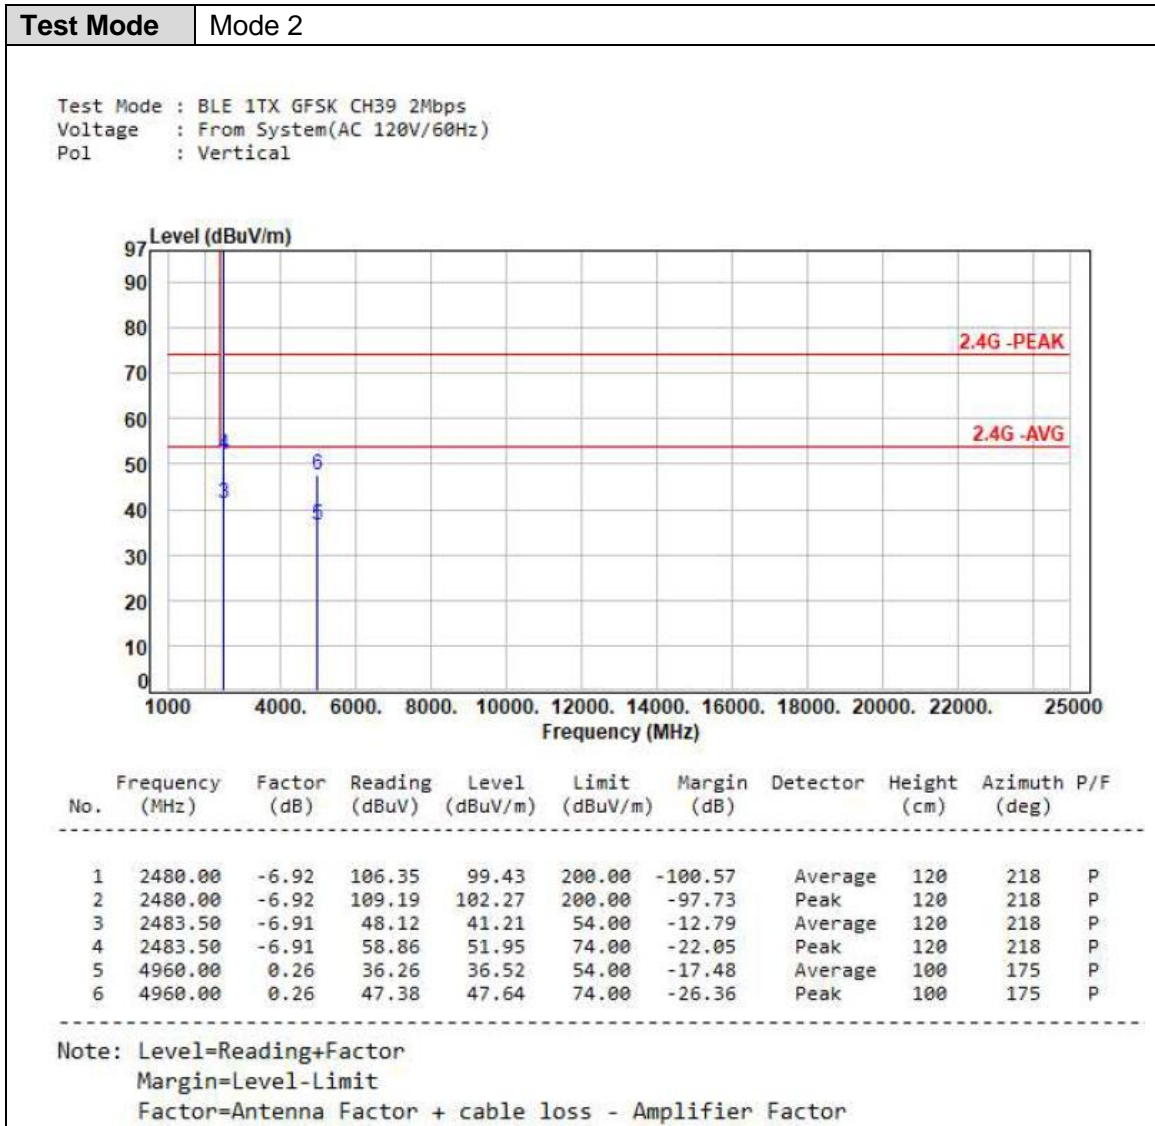 Test Mode Mode 2
Test Mode : BLE 1TX GFSK CH39 2Mbps
Voltage : From System(AC 120V/60Hz)
Pol : Vertical
97 Level (dBuV/m)
90
80
2.4G -PEAK
70
60
2.4G -AVG
4
50
6
3
40
5
30
20
10
0
1000 4000. 6000. 8000. 10000. 12000. 14000. 16000. 18000. 20000. 22000. 25000
Frequency (MHz)
Frequency Factor Reading Level Limit Margin Detector Height Azimuth P/F
No. (MHz) (dB) (dBuV) (dBuV/m) (dBuV/m) (dB) (cm) (deg)
1 2480.00 -6.92 106.35 99.43 200.00 -100.57 Average 120 218 P
2 2480.00 -6.92 109.19 102.27 200.00 -97.73 Peak 120 218 P
3 2483.50 -6.91 48.12 41.21 54.00 -12.79 Average 120 218 P
4 2483.50 -6.91 58.86 51.95 74.00 -22.05 Peak 120 218 P
5 4960.00 0.26 36.26 36.52 54.00 -17.48 Average 100 175 P
6 4960.00 0.26 47.38 47.64 74.00 -26.36 Peak 100 175 P
Note: Level=Reading+Factor
Margin=Level-Limit
Factor=Antenna Factor + cable loss - Amplifier Factor